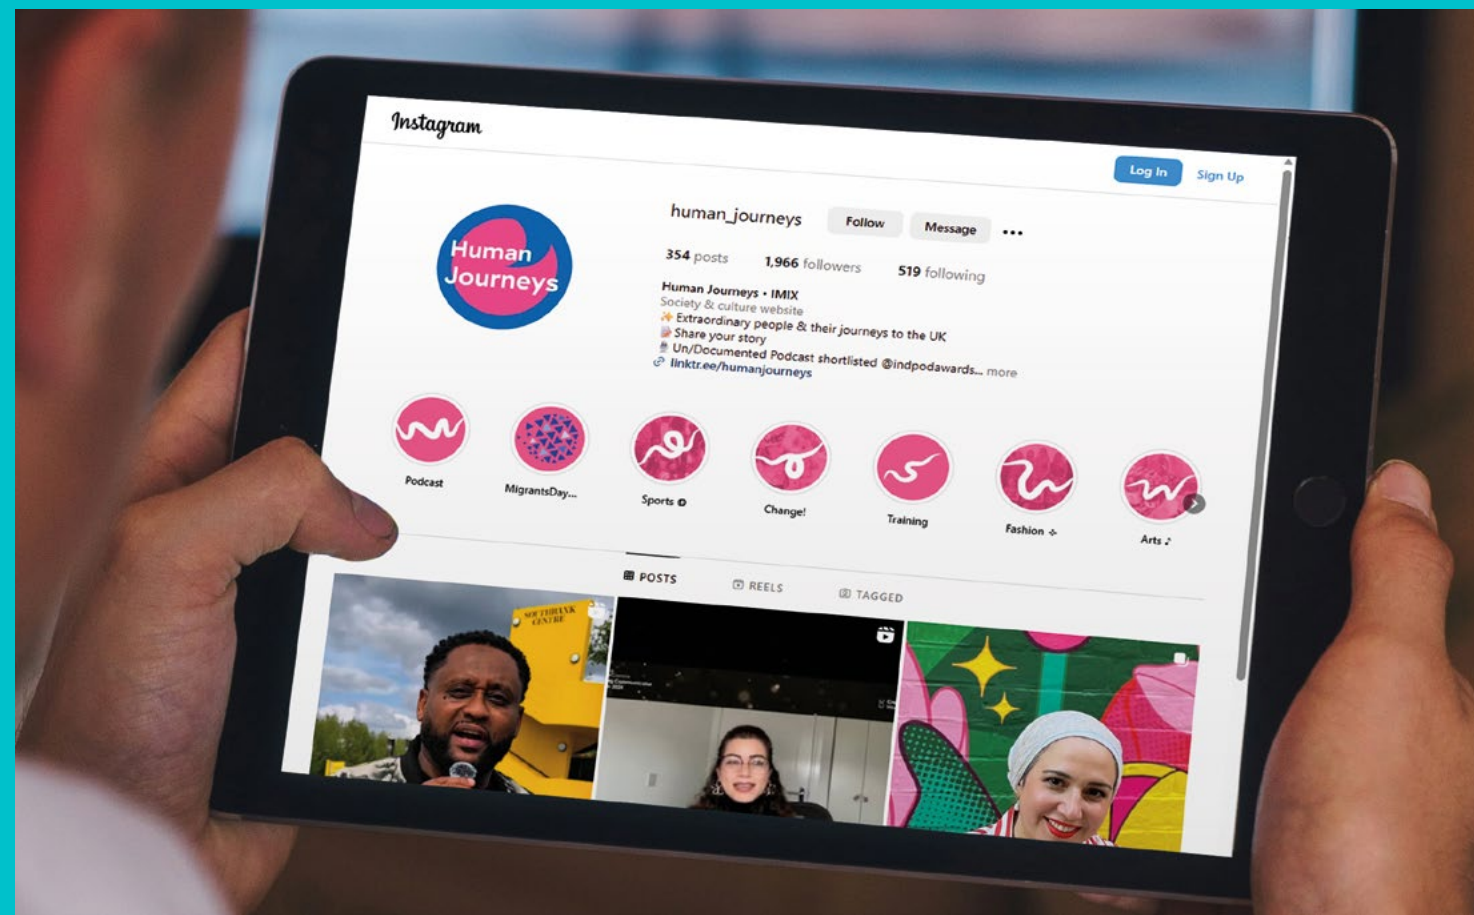 Instagram
Log In Sign Up
human_journeys Follow Message
354 posts 1,966 followers 519 following
Human Journeys • IMIX
Society & culture website
✨ Extraordinary people & their journeys to the UK
Share your story
Un/Documented Podcast shortlisted @indpodawards... more
linktr.ee/humanjourneys
Human
Journeys
Podcast MigrantsDay... Sports Change! Training Fashion Arts
POSTS REELS TAGGED
SOUTHBANK
CENTRE